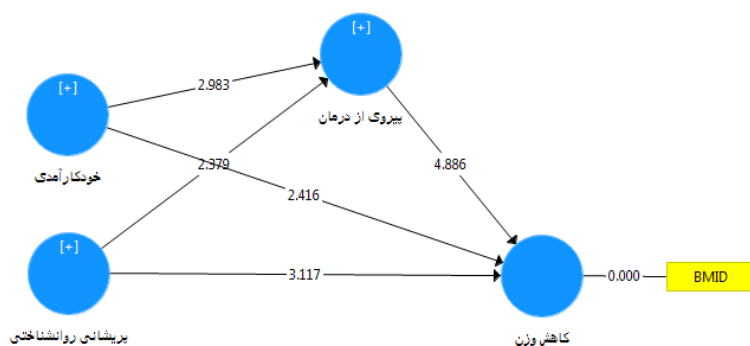 [+]
پیروی از درمان
[+]
خودکارآمدی
2.983
2.379
4.886
2.416
[+]
پریشانی روانشناختی
3.117
کاهش وزن
0.000
BMID